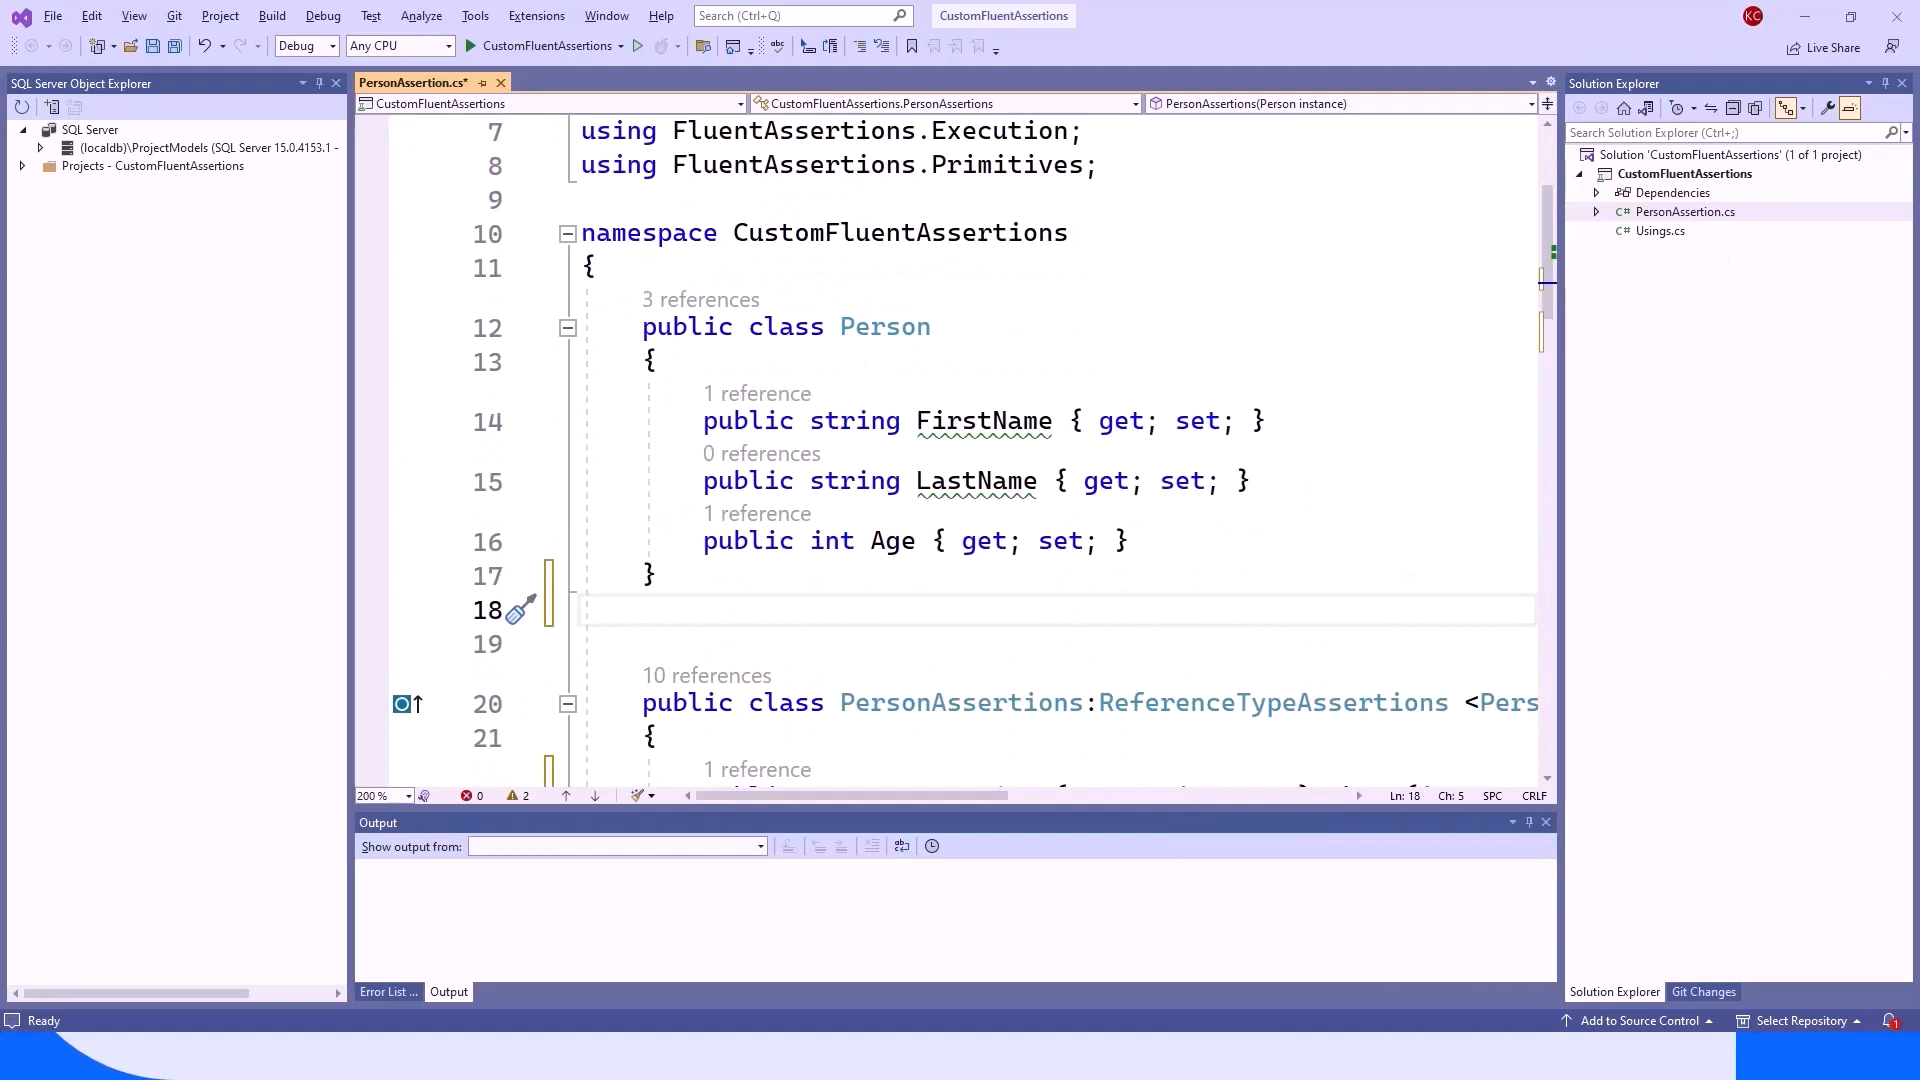 File Edit View Git Project Build Debug Test Analyze Tools Extensions Window Help Search (Ctrl+Q) CustomFluentAssertions KC
Debug Any CPU CustomFluentAssertions Live Share
SQL Server Object Explorer
SQL Server
(localdb)\ProjectModels (SQL Server 15.0.4153.1 -
Projects - CustomFluentAssertions
PersonAssertion.cs*
CustomFluentAssertions CustomFluentAssertions.PersonAssertions PersonAssertions(Person instance)
7 using FluentAssertions.Execution;
8 using FluentAssertions.Primitives;
9
10 namespace CustomFluentAssertions
11 {
3 references
12 public class Person
13 {
1 reference
14 public string FirstName { get; set; }
0 references
15 public string LastName { get; set; }
1 reference
16 public int Age { get; set; }
17 }
18
19
10 references
20 public class PersonAssertions:ReferenceTypeAssertions <Pers
21 {
1 reference
200 % 0 2 Ln: 18 Ch: 5 SPC CRLF
Output
Show output from:
Error List ... Output
Solution Explorer
Search Solution Explorer (Ctrl+;)
Solution 'CustomFluentAssertions' (1 of 1 project)
CustomFluentAssertions
Dependencies
C# PersonAssertion.cs
C# Usings.cs
Solution Explorer Git Changes
Ready Add to Source Control Select Repository 1